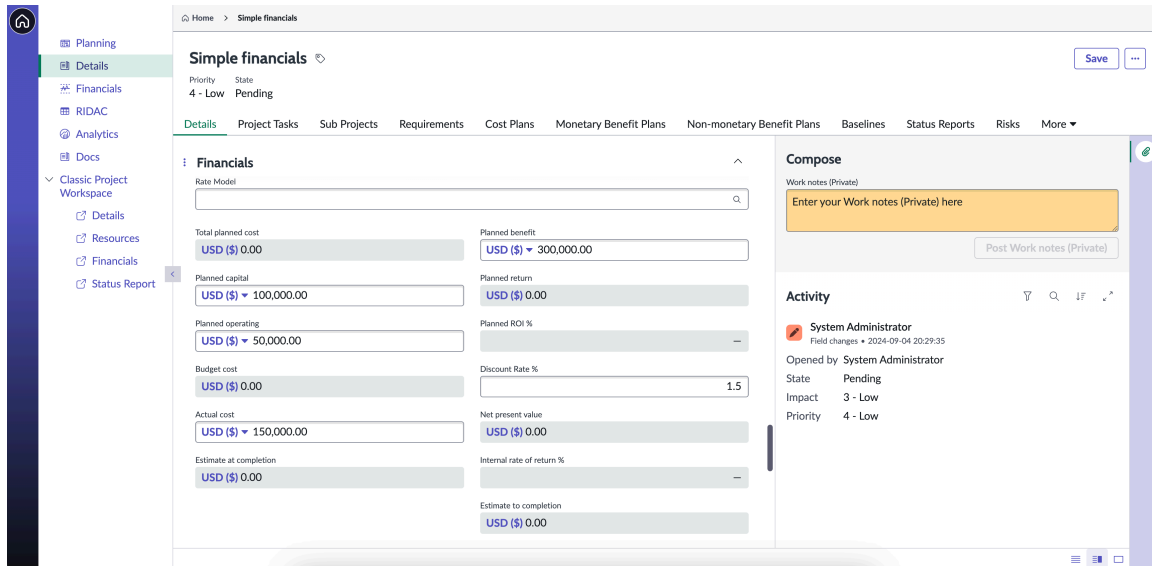 Home > Simple financials
Planning
Details
Financials
RIDAC
Analytics
Docs
Classic Project
Workspace
Details
Resources
Financials
Status Report
Simple financials
Save
Priority State
4 - Low Pending
Details Project Tasks Sub Projects Requirements Cost Plans Monetary Benefit Plans Non-monetary Benefit Plans Baselines Status Reports Risks More
Financials
Rate Model
Total planned cost
USD ($) 0.00
Planned capital
USD ($) 100,000.00
Planned operating
USD ($) 50,000.00
Budget cost
USD ($) 0.00
Actual cost
USD ($) 150,000.00
Estimate at completion
USD ($) 0.00
Planned benefit
USD ($) 300,000.00
Planned return
USD ($) 0.00
Planned ROI %
–
Discount Rate %
1.5
Net present value
USD ($) 0.00
Internal rate of return %
–
Estimate to completion
USD ($) 0.00
Compose
Work notes (Private)
Enter your Work notes (Private) here
Post Work notes (Private)
Activity
System Administrator
Field changes • 2024-09-04 20:29:35
Opened by System Administrator
State Pending
Impact 3 - Low
Priority 4 - Low